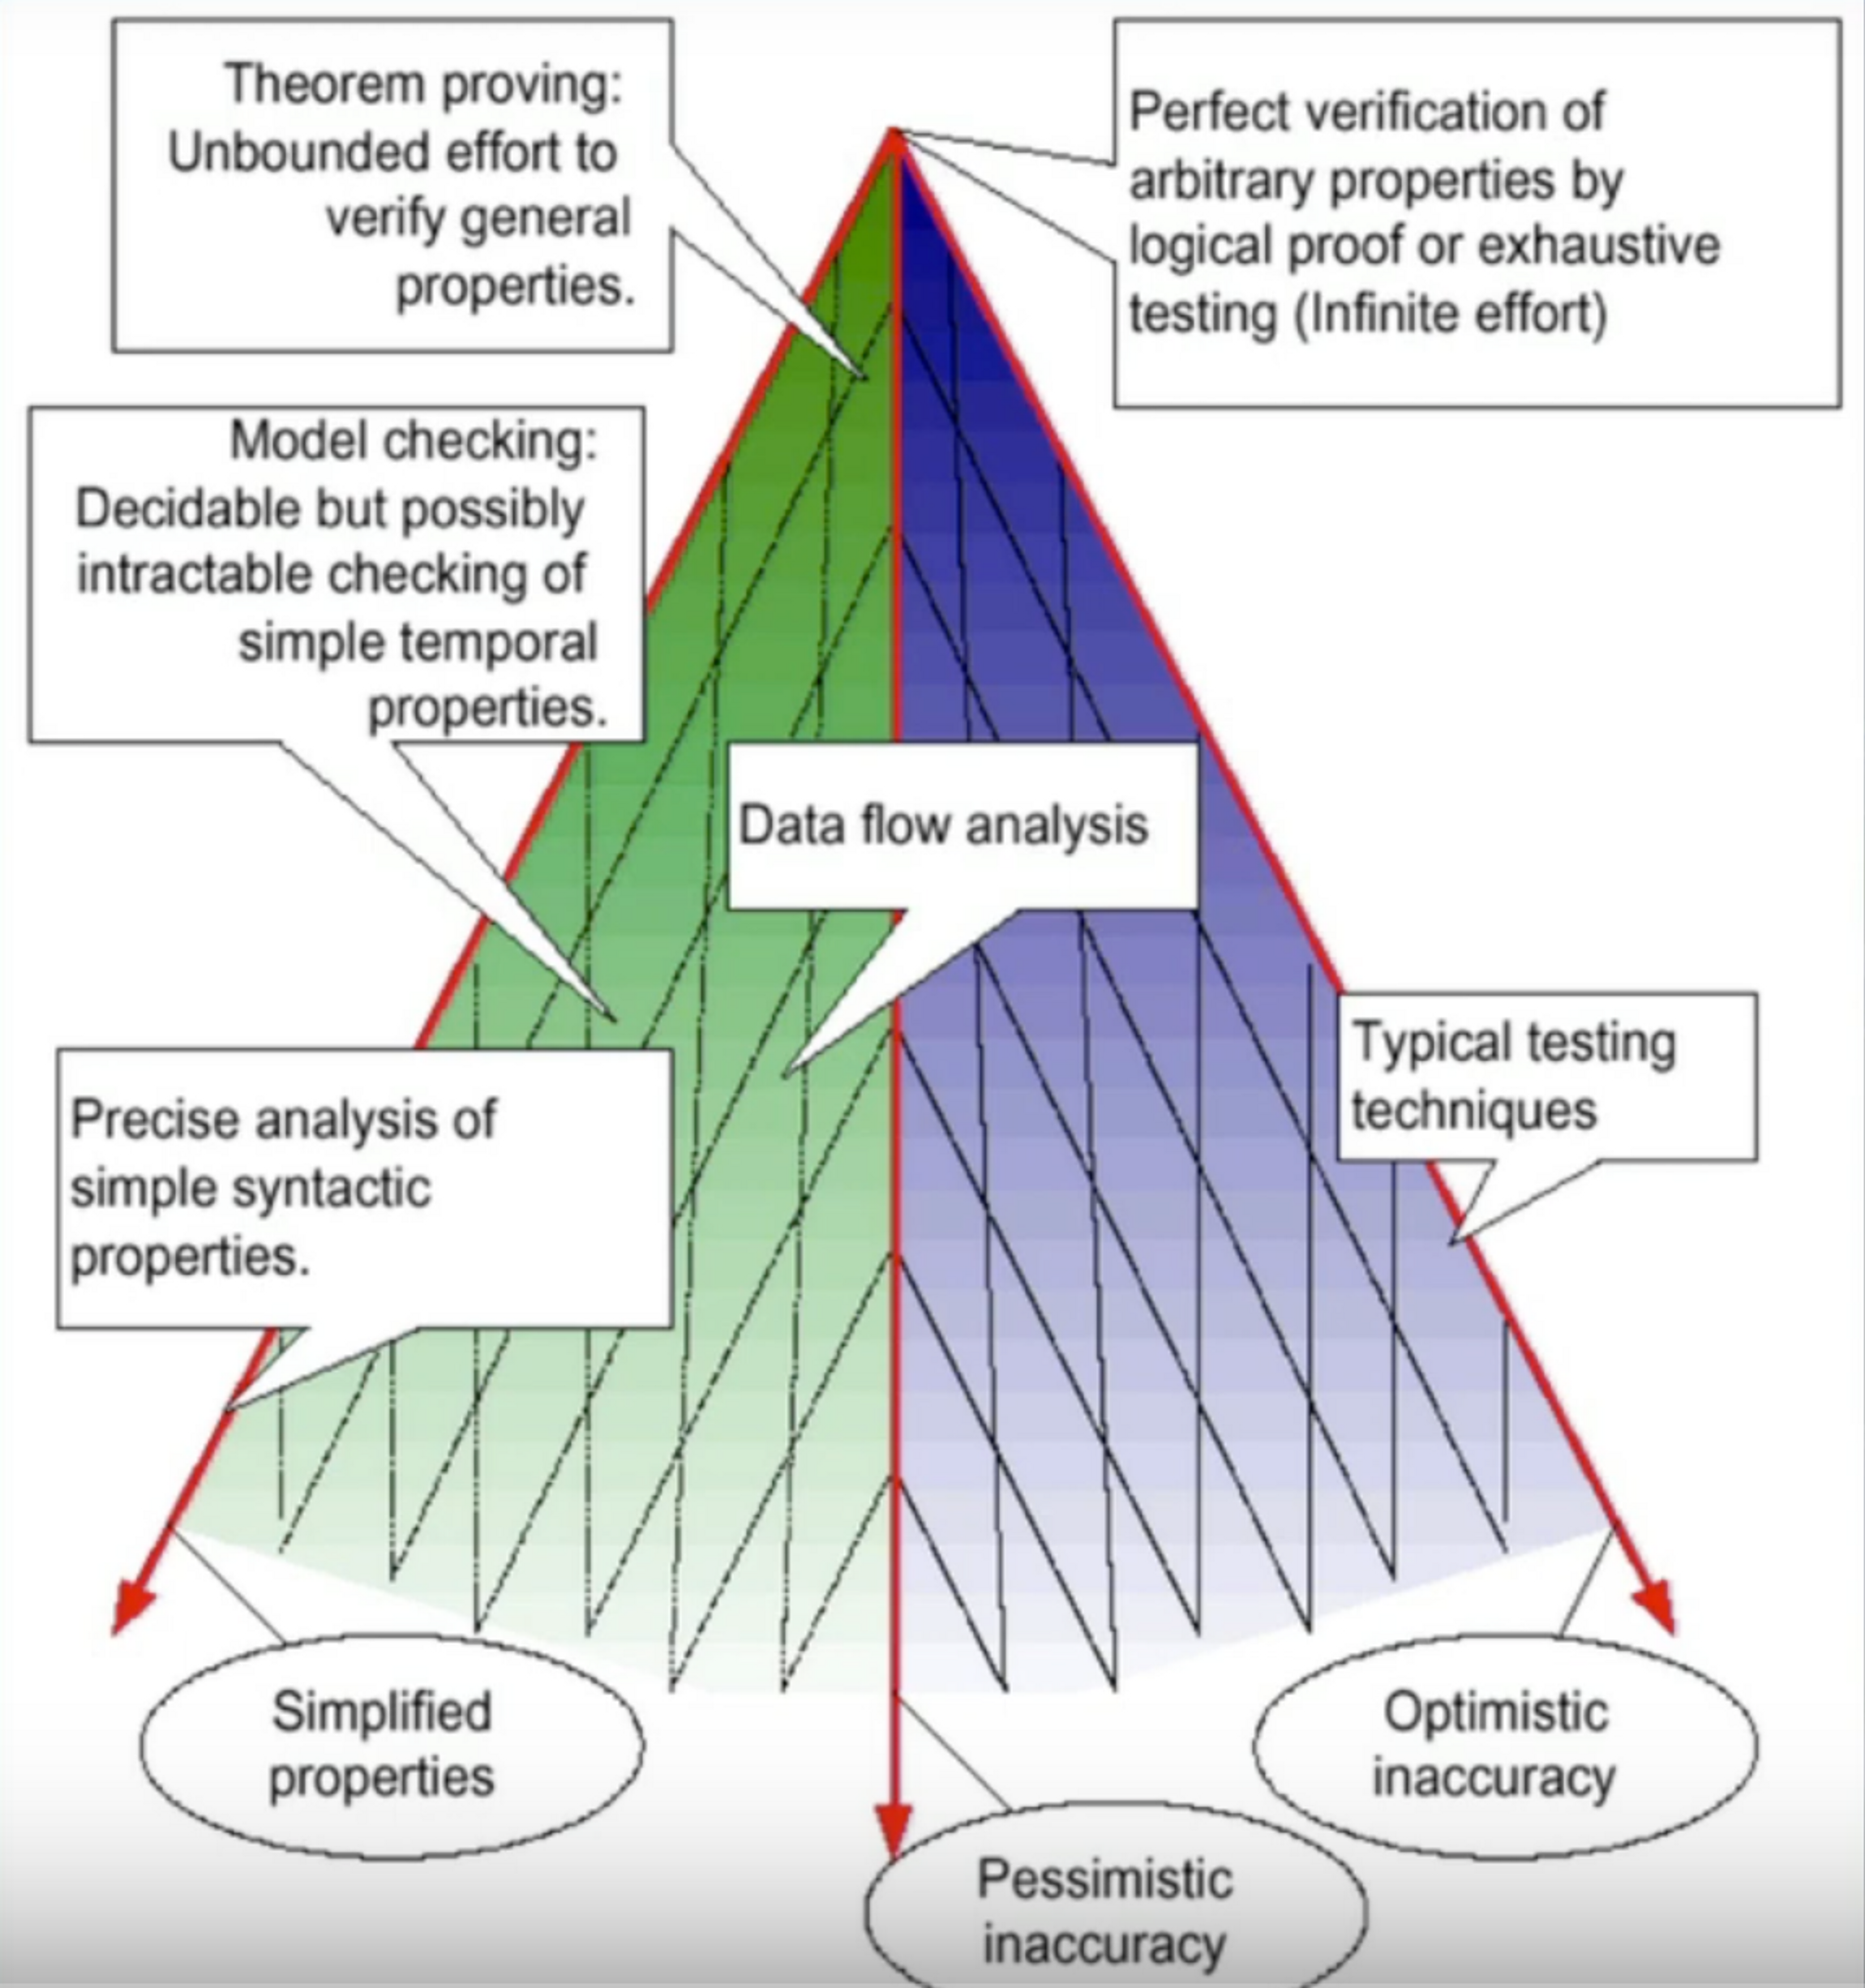 Theorem proving:
Unbounded effort to
verify general
properties.
Perfect verification of
arbitrary properties by
logical proof or exhaustive
testing (Infinite effort)
Model checking:
Decidable but possibly
intractable checking of
simple temporal
properties.
Data flow analysis
Typical testing
techniques
Precise analysis of
simple syntactic
properties.
Simplified
properties
Optimistic
inaccuracy
Pessimistic
inaccuracy